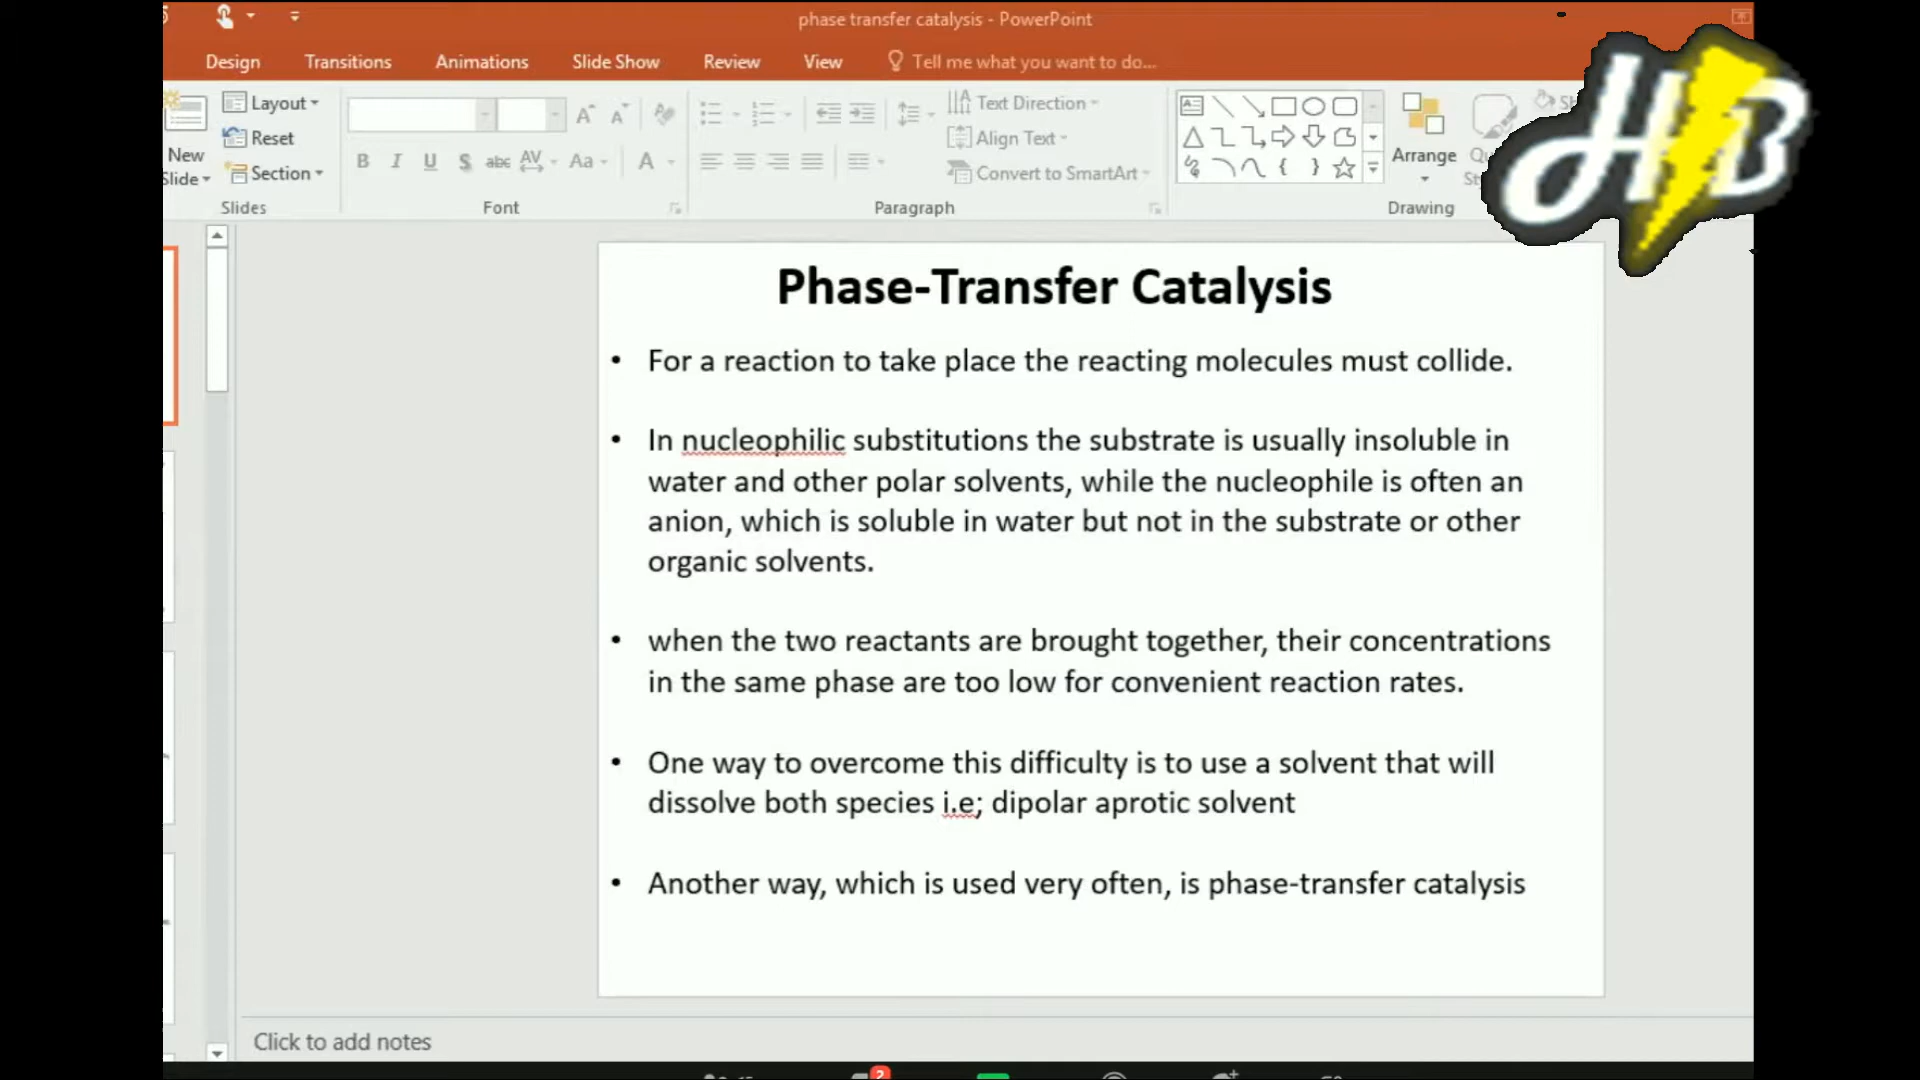 phase transfer catalysis - PowerPoint
Design Transitions Animations Slide Show Review View Tell me what you want to do...
Layout
Text Direction
Reset
Align Text
New
Slide
Section
B I U S abc AV Aa A
Convert to SmartArt
Arrange
Slides Font Paragraph Drawing
HB
Phase-Transfer Catalysis
• For a reaction to take place the reacting molecules must collide.
• In nucleophilic substitutions the substrate is usually insoluble in
water and other polar solvents, while the nucleophile is often an
anion, which is soluble in water but not in the substrate or other
organic solvents.
• when the two reactants are brought together, their concentrations
in the same phase are too low for convenient reaction rates.
• One way to overcome this difficulty is to use a solvent that will
dissolve both species i.e; dipolar aprotic solvent
• Another way, which is used very often, is phase-transfer catalysis
Click to add notes
2